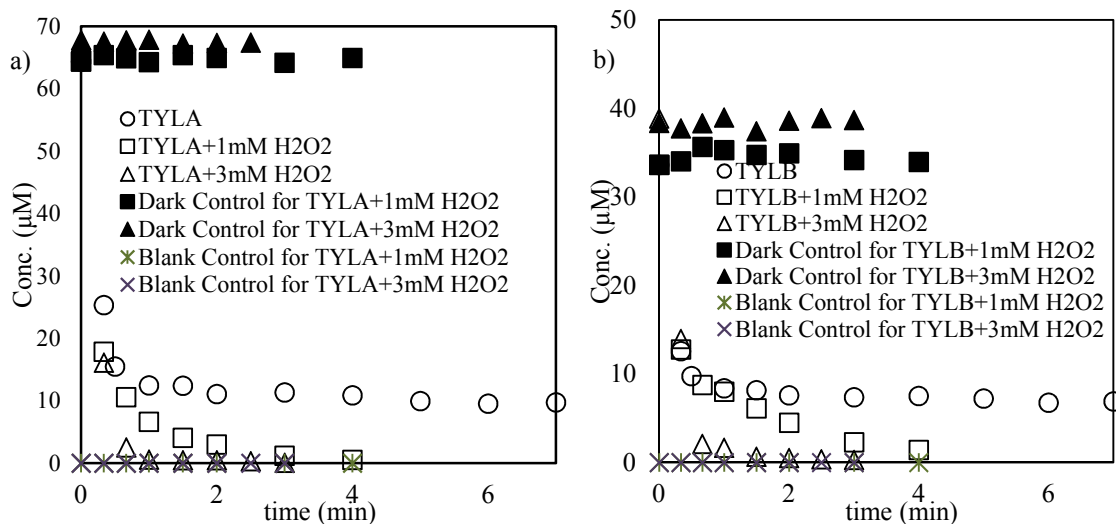 a)
70
60
50
40
30
20
10
0
Conc. (µM)
TYLA
TYLA+1mM H2O2
TYLA+3mM H2O2
Dark Control for TYLA+1mM H2O2
Dark Control for TYLA+3mM H2O2
Blank Control for TYLA+1mM H2O2
Blank Control for TYLA+3mM H2O2
0 2 4 6
time (min)
b)
50
40
30
20
10
0
Conc. (µM)
TYLB
TYLB+1mM H2O2
TYLB+3mM H2O2
Dark Control for TYLB+1mM H2O2
Dark Control for TYLB+3mM H2O2
Blank Control for TYLB+1mM H2O2
Blank Control for TYLB+3mM H2O2
0 2 4 6
time (min)